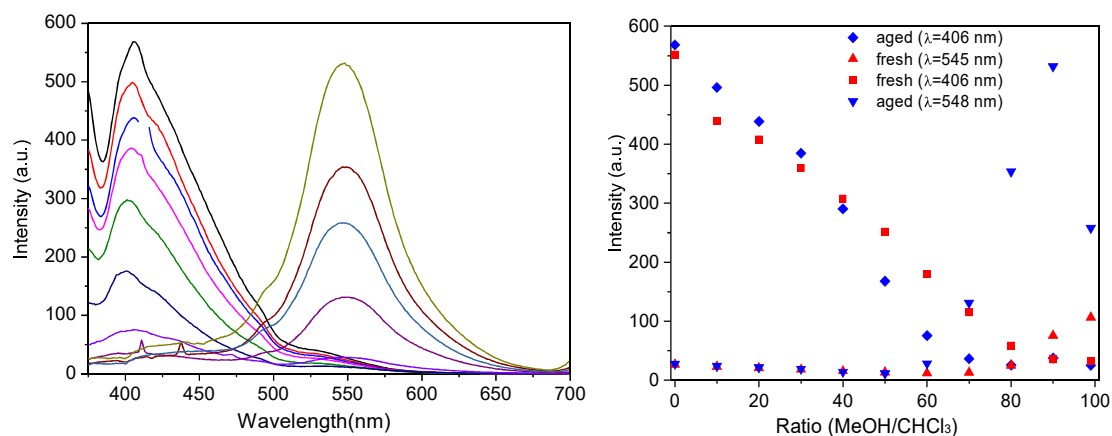 600
500
400
300
200
100
0
Intensity (a.u.)
400 450 500 550 600 650 700
Wavelength(nm)
600
500
400
300
200
100
0
Intensity (a.u.)
aged (λ=406 nm)
fresh (λ=545 nm)
fresh (λ=406 nm)
aged (λ=548 nm)
0 20 40 60 80 100
Ratio (MeOH/CHCl₃)